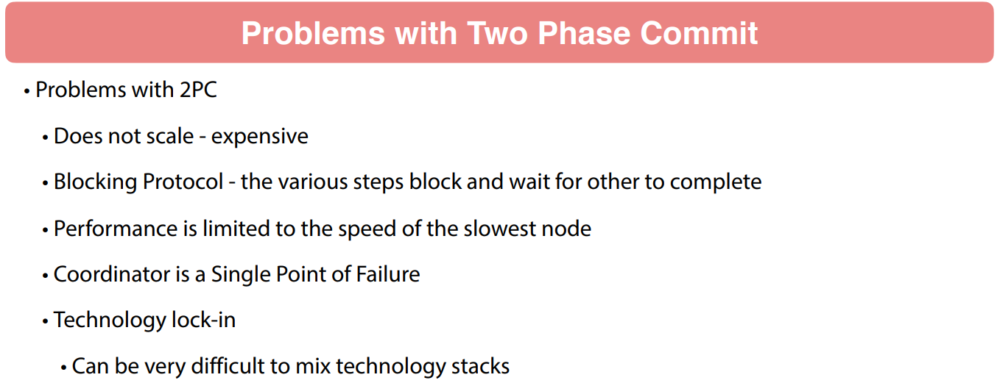 Problems with Two Phase Commit
• Problems with 2PC
• Does not scale - expensive
• Blocking Protocol - the various steps block and wait for other to complete
• Performance is limited to the speed of the slowest node
• Coordinator is a Single Point of Failure
• Technology lock-in
• Can be very difficult to mix technology stacks